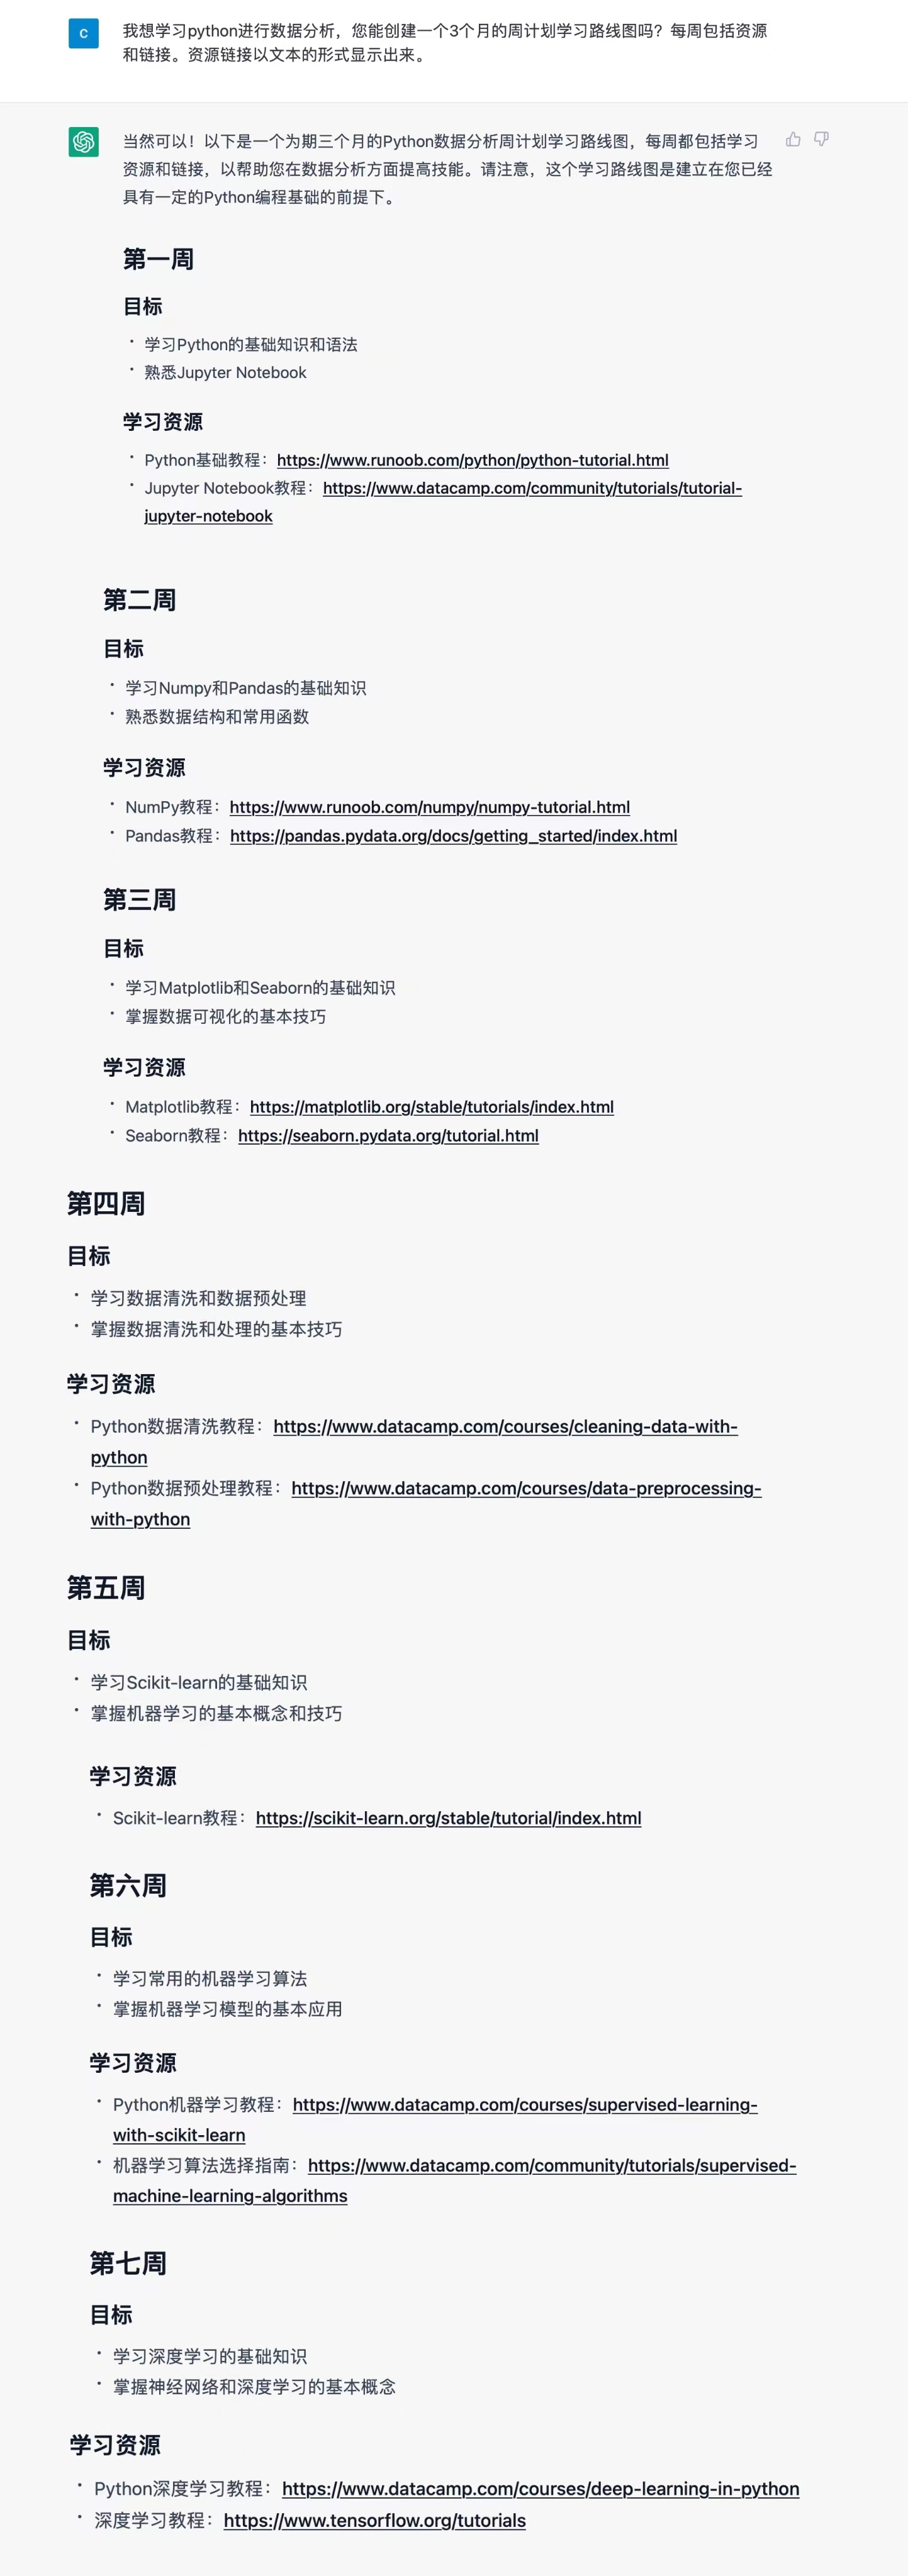 C
我想学习python进行数据分析，您能创建一个3个月的周计划学习路线图吗？每周包括资源
和链接。资源链接以文本的形式显示出来。
当然可以！以下是一个为期三个月的Python数据分析周计划学习路线图，每周都包括学习
资源和链接，以帮助您在数据分析方面提高技能。请注意，这个学习路线图是建立在您已经
具有一定的Python编程基础的前提下。
第一周
目标
• 学习Python的基础知识和语法
• 熟悉Jupyter Notebook
学习资源
• Python基础教程：https://www.runoob.com/python/python-tutorial.html
• Jupyter Notebook教程：https://www.datacamp.com/community/tutorials/tutorial-
jupyter-notebook
第二周
目标
• 学习Numpy和Pandas的基础知识
• 熟悉数据结构和常用函数
学习资源
• NumPy教程：https://www.runoob.com/numpy/numpy-tutorial.html
• Pandas教程：https://pandas.pydata.org/docs/getting_started/index.html
第三周
目标
• 学习Matplotlib和Seaborn的基础知识
• 掌握数据可视化的基本技巧
学习资源
• Matplotlib教程：https://matplotlib.org/stable/tutorials/index.html
• Seaborn教程：https://seaborn.pydata.org/tutorial.html
第四周
目标
• 学习数据清洗和数据预处理
• 掌握数据清洗和处理的基本技巧
学习资源
• Python数据清洗教程：https://www.datacamp.com/courses/cleaning-data-with-
python
• Python数据预处理教程：https://www.datacamp.com/courses/data-preprocessing-
with-python
第五周
目标
• 学习Scikit-learn的基础知识
• 掌握机器学习的基本概念和技巧
学习资源
• Scikit-learn教程：https://scikit-learn.org/stable/tutorial/index.html
第六周
目标
• 学习常用的机器学习算法
• 掌握机器学习模型的基本应用
学习资源
• Python机器学习教程：https://www.datacamp.com/courses/supervised-learning-
with-scikit-learn
• 机器学习算法选择指南：https://www.datacamp.com/community/tutorials/supervised-
machine-learning-algorithms
第七周
目标
• 学习深度学习的基础知识
• 掌握神经网络和深度学习的基本概念
学习资源
• Python深度学习教程：https://www.datacamp.com/courses/deep-learning-in-python
• 深度学习教程：https://www.tensorflow.org/tutorials